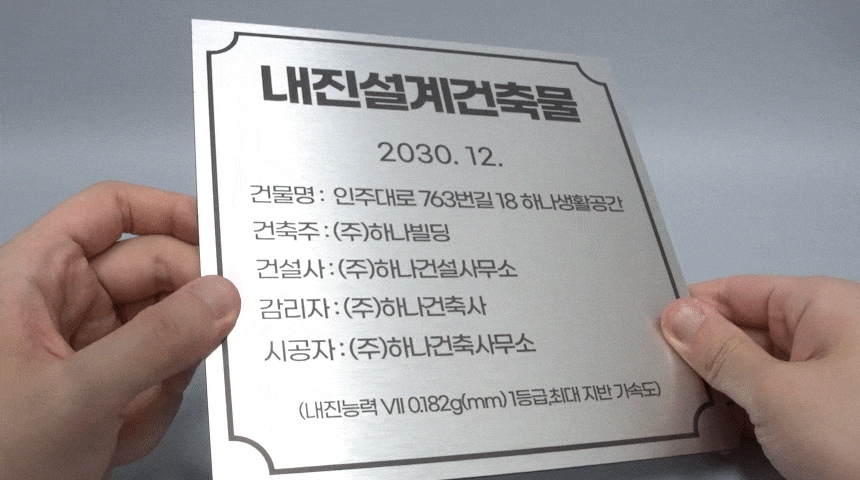 내진설계건축물
2030. 12.
건물명 : 인주대로 763번길 18 하나생활공간
건축주 : (주)하나빌딩
건설사 : (주)하나건설사무소
감리자 : (주)하나건축사
시공자 : (주)하나건축사무소
(내진능력 VII 0.182g(mm) 1등급,최대 지반 가속도)